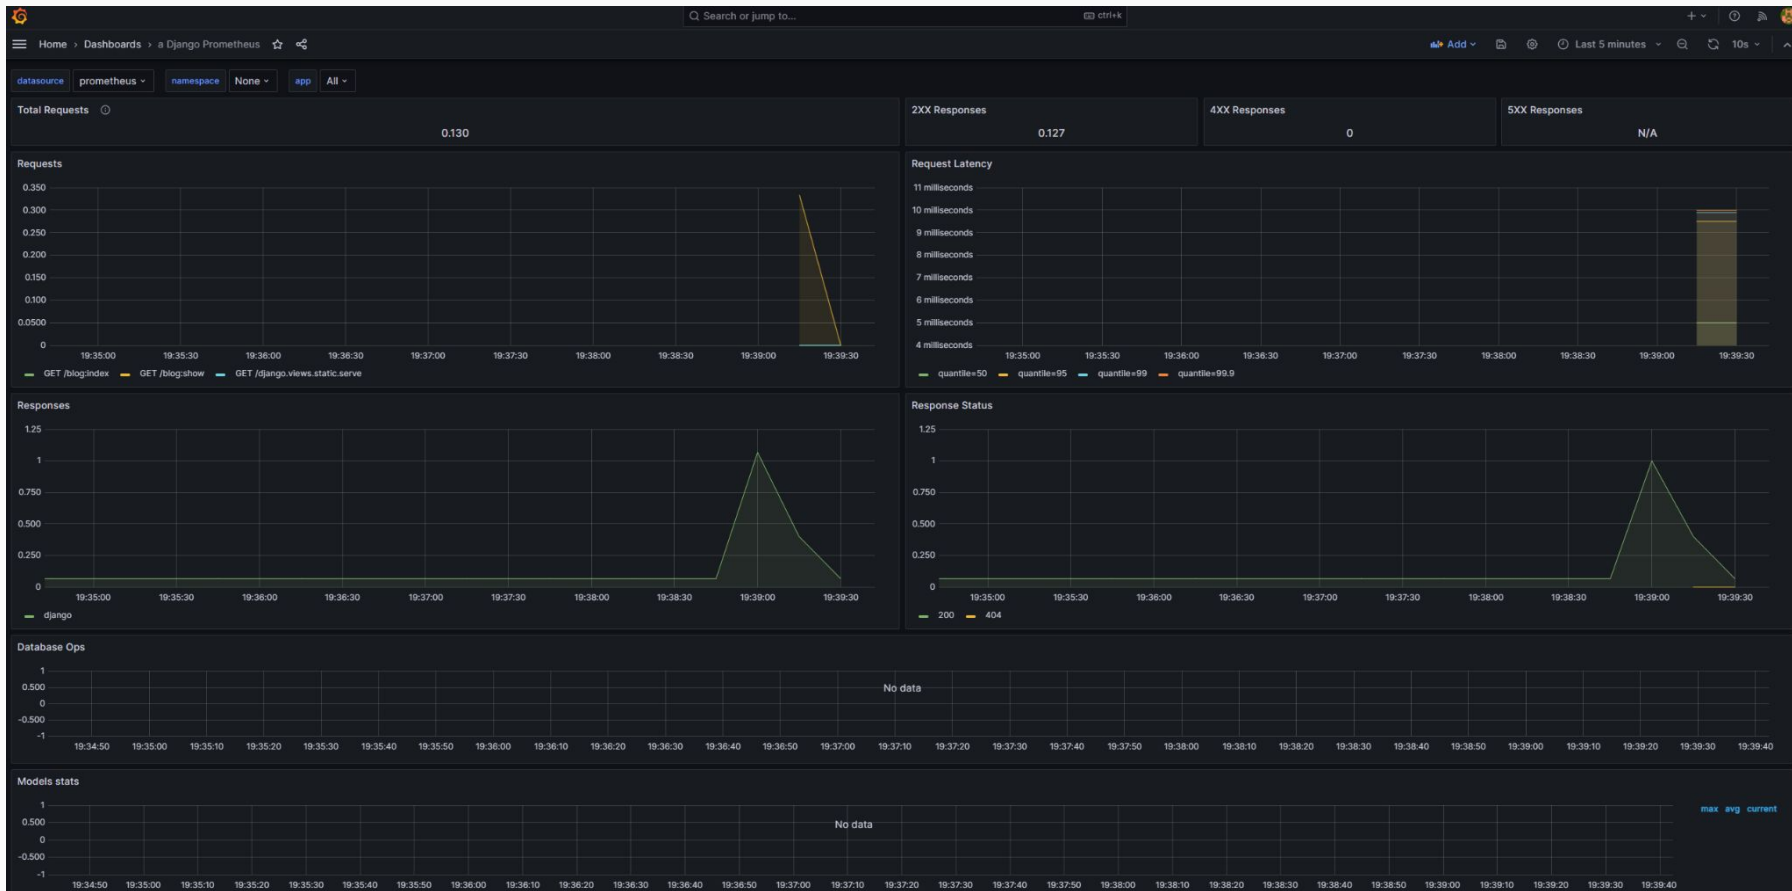 Search or jump to... ctrl+k
Home › Dashboards › a Django Prometheus Add Last 5 minutes 10s
datasource prometheus namespace None app All
Total Requests
0.130
2XX Responses
0.127
4XX Responses
0
5XX Responses
N/A
Requests
0.350
0.300
0.250
0.200
0.150
0.100
0.0500
0
19:35:00 19:35:30 19:36:00 19:36:30 19:37:00 19:37:30 19:38:00 19:38:30 19:39:00 19:39:30
GET /blog:index GET /blog:show GET /django.views.static.serve
Request Latency
11 milliseconds
10 milliseconds
9 milliseconds
8 milliseconds
7 milliseconds
6 milliseconds
5 milliseconds
4 milliseconds
19:35:00 19:35:30 19:36:00 19:36:30 19:37:00 19:37:30 19:38:00 19:38:30 19:39:00 19:39:30
quantile=50 quantile=95 quantile=99 quantile=99.9
Responses
1.25
1
0.750
0.500
0.250
0
19:35:00 19:35:30 19:36:00 19:36:30 19:37:00 19:37:30 19:38:00 19:38:30 19:39:00 19:39:30
django
Response Status
1.25
1
0.750
0.500
0.250
0
19:35:00 19:35:30 19:36:00 19:36:30 19:37:00 19:37:30 19:38:00 19:38:30 19:39:00 19:39:30
200 404
Database Ops
1
0.500
0
-0.500
-1
No data
19:34:50 19:35:00 19:35:10 19:35:20 19:35:30 19:35:40 19:35:50 19:36:00 19:36:10 19:36:20 19:36:30 19:36:40 19:36:50 19:37:00 19:37:10 19:37:20 19:37:30 19:37:40 19:37:50 19:38:00 19:38:10 19:38:20 19:38:30 19:38:40 19:38:50 19:39:00 19:39:10 19:39:20 19:39:30 19:39:40
Models stats
1
0.500
0
-0.500
-1
No data
max avg current
19:34:50 19:35:00 19:35:10 19:35:20 19:35:30 19:35:40 19:35:50 19:36:00 19:36:10 19:36:20 19:36:30 19:36:40 19:36:50 19:37:00 19:37:10 19:37:20 19:37:30 19:37:40 19:37:50 19:38:00 19:38:10 19:38:20 19:38:30 19:38:40 19:38:50 19:39:00 19:39:10 19:39:20 19:39:30 19:39:40